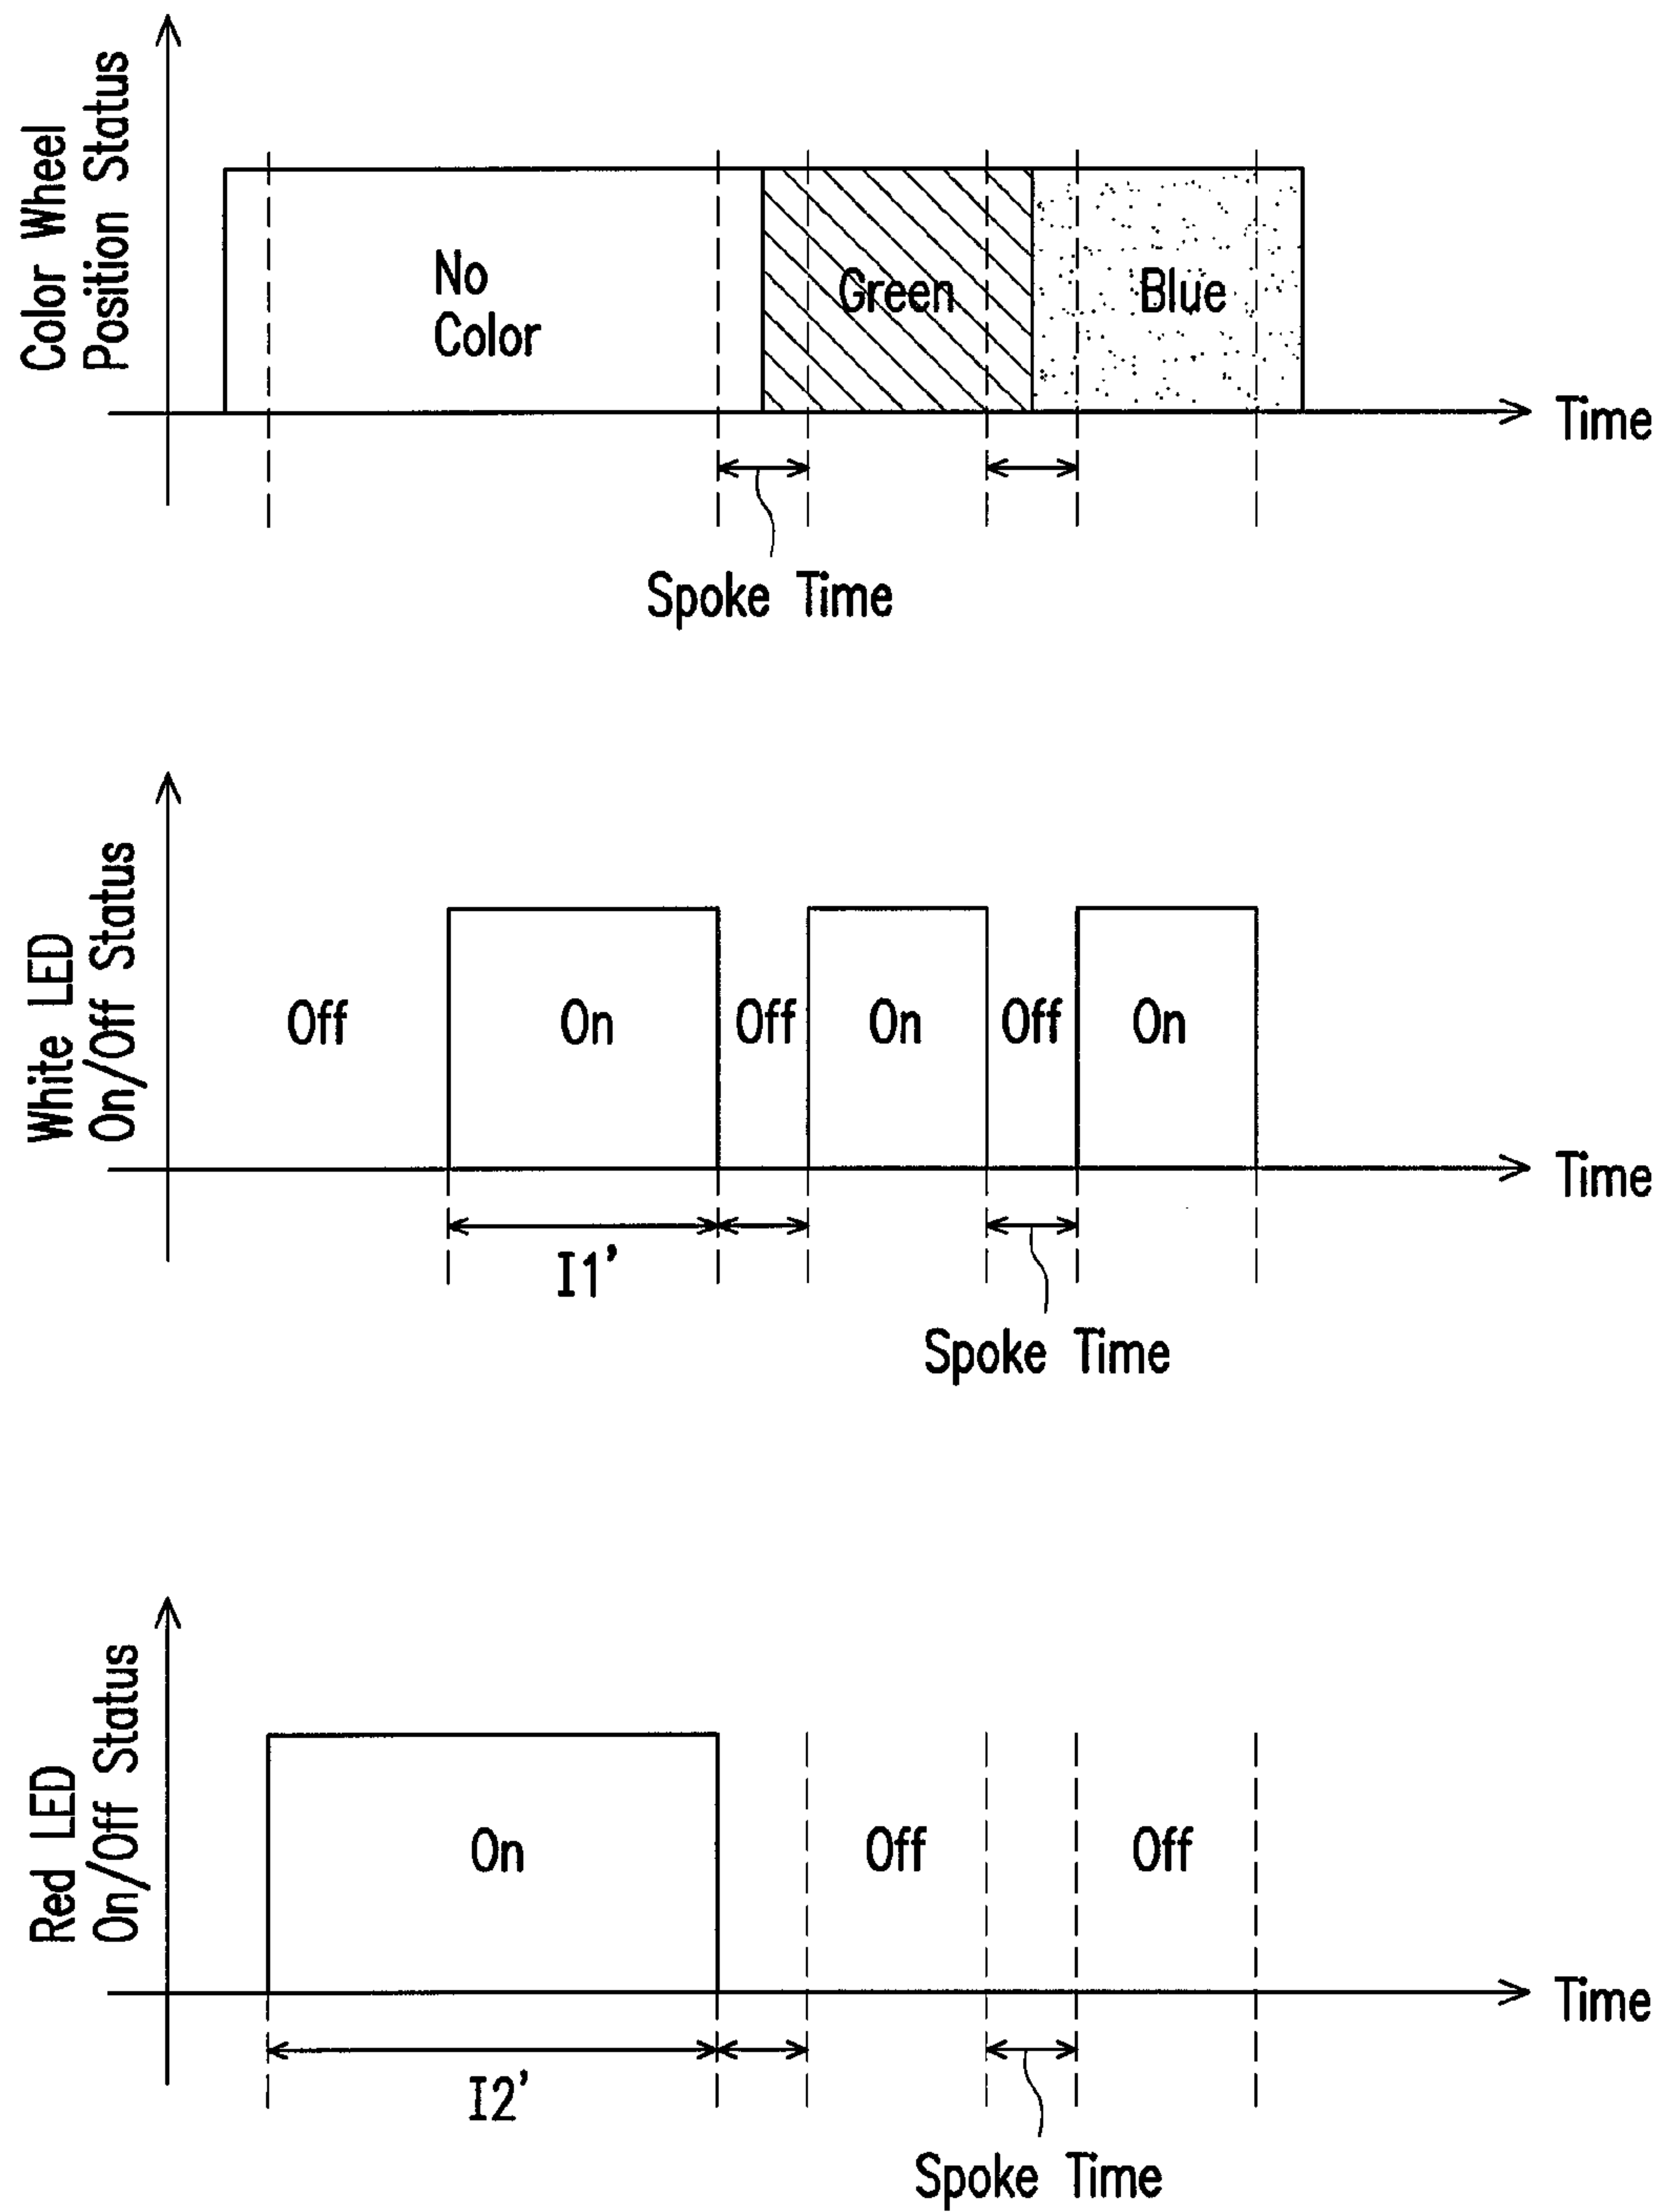 Color Wheel
Position Status
No
Color
Green
Blue
Time
Spoke Time
White LED
On/Off Status
Off
On
Off
On
Off
On
Time
I1'
Spoke Time
Red LED
On/Off Status
On
Off
Off
Time
I2'
Spoke Time